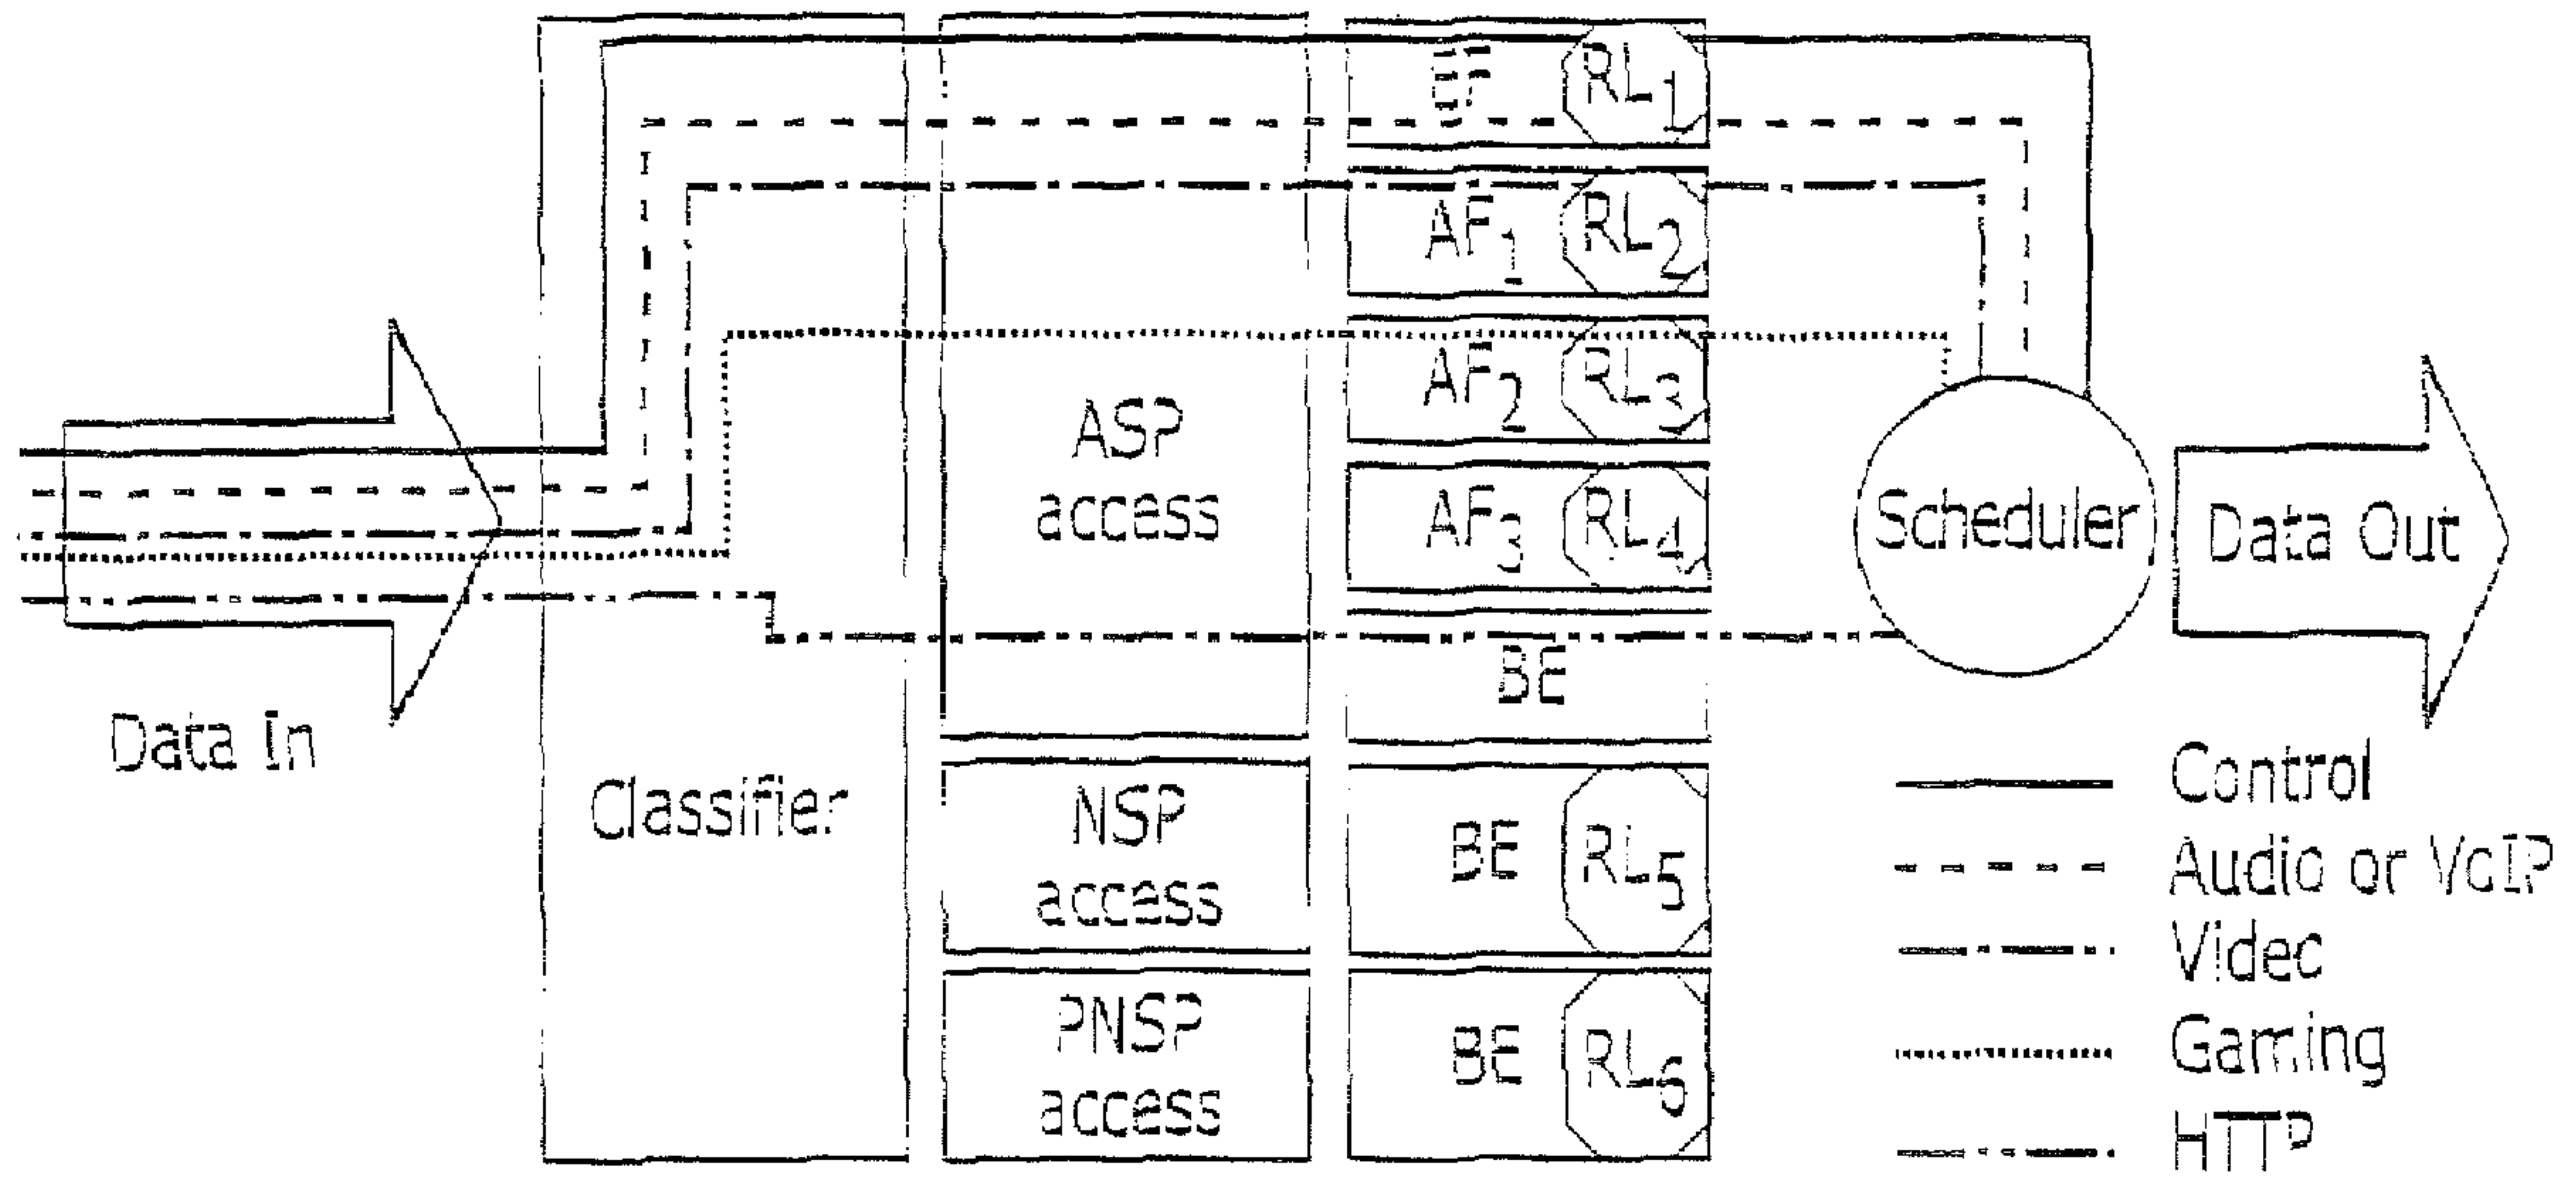 EF RL1
AF1 RL2
AF2 RL3
AF3 RL4
ASP
access
BE
Scheduler
Data Out
Data In
Classifier
NSP
access
BE RL5
PNSP
access
BE RL6
Control
Audio or VoIP
Video
Gaming
HTTP